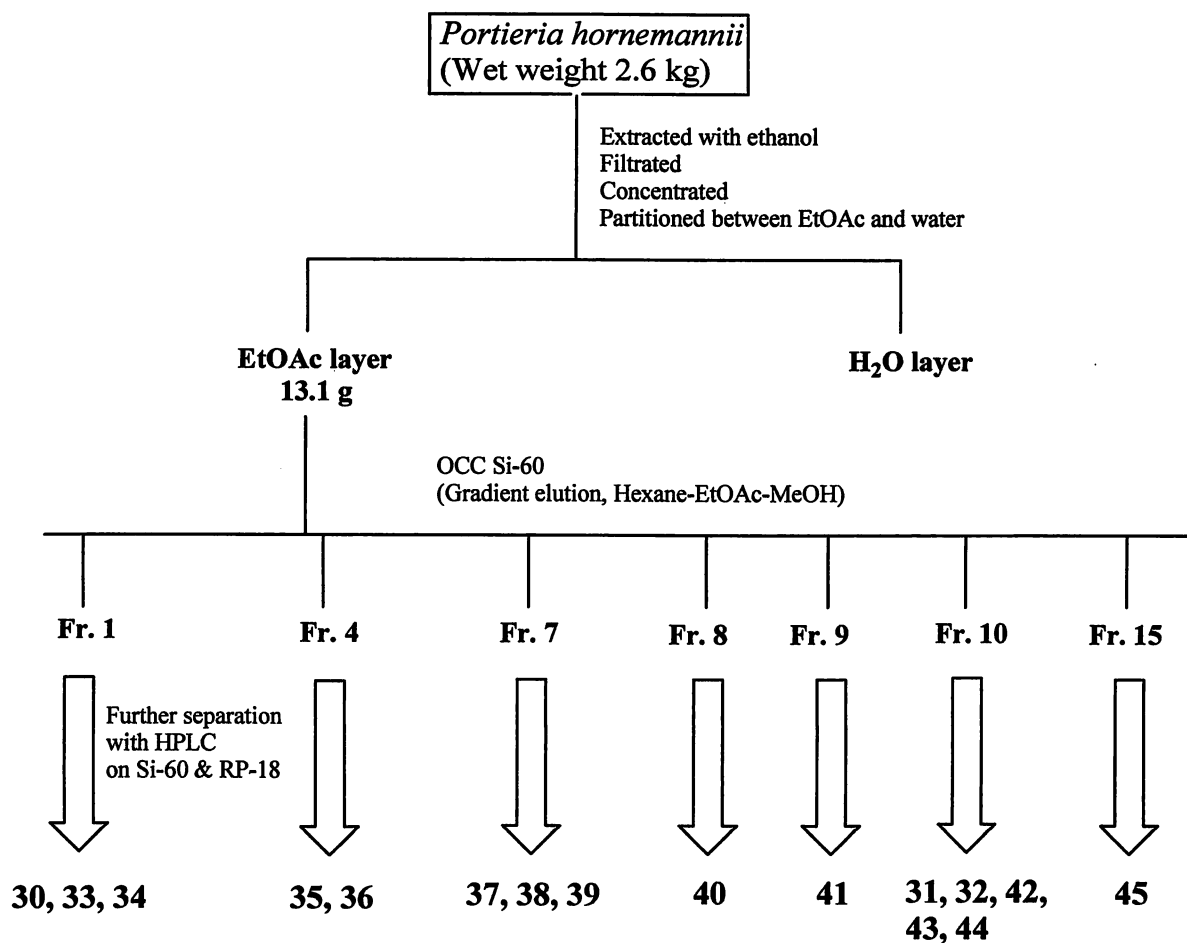 Portieria hornemannii
(Wet weight 2.6 kg)
Extracted with ethanol
Filtrated
Concentrated
Partitioned between EtOAc and water
EtOAc layer
13.1 g
H₂O layer
OCC Si-60
(Gradient elution, Hexane-EtOAc-MeOH)
Fr. 1
Fr. 4
Fr. 7
Fr. 8
Fr. 9
Fr. 10
Fr. 15
Further separation
with HPLC
on Si-60 & RP-18
30, 33, 34
35, 36
37, 38, 39
40
41
31, 32, 42,
43, 44
45